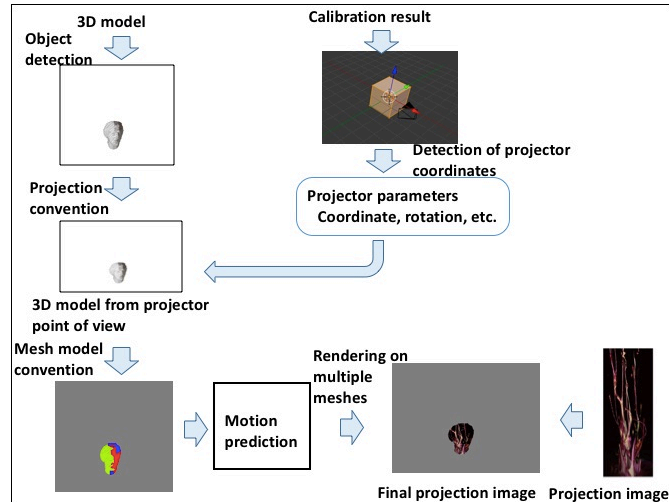 3D model
Calibration result
Object
detection
Detection of projector
coordinates
Projection
convention
Projector parameters
Coordinate, rotation, etc.
3D model from projector
point of view
Mesh model
convention
Rendering on
multiple
meshes
Motion
prediction
Final projection image
Projection image